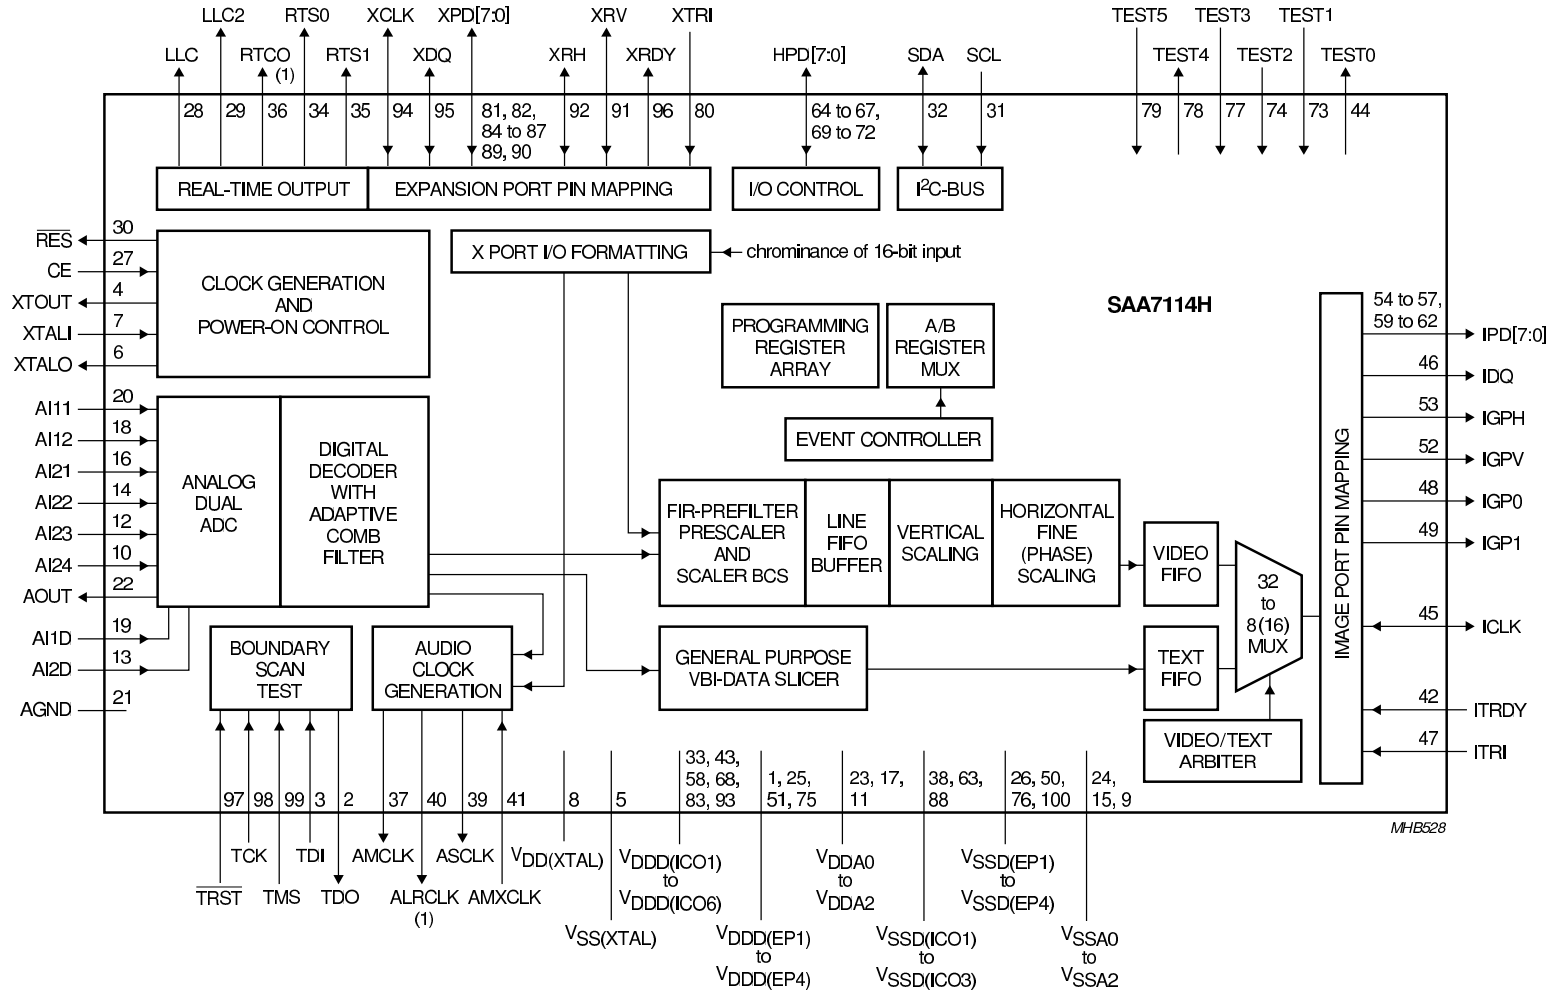 LLC2 RTS0 XCLK XPD[7:0] XRV XTRI TEST5 TEST3 TEST1
LLC RTCO RTS1 XDQ XRH XRDY HPD[7:0] SDA SCL TEST4 TEST2 TEST0
(1)
28 29 36 34 35 94 95 81, 82, 92 91 96 80 64 to 67, 32 31 79 78 77 74 73 44
84 to 87 69 to 72
89, 90
REAL-TIME OUTPUT EXPANSION PORT PIN MAPPING I/O CONTROL I2C-BUS
RES 30
CE 27
XTOUT 4
XTALI 7
XTALO 6
CLOCK GENERATION
AND
POWER-ON CONTROL
X PORT I/O FORMATTING chrominance of 16-bit input
SAA7114H
PROGRAMMING
REGISTER
ARRAY
A/B
REGISTER
MUX
EVENT CONTROLLER
AI11 20
AI12 18
AI21 16
AI22 14
AI23 12
AI24 10
AOUT 22
AI1D 19
AI2D 13
AGND 21
ANALOG
DUAL
ADC
DIGITAL
DECODER
WITH
ADAPTIVE
COMB
FILTER
FIR-PREFILTER
PRESCALER
AND
SCALER BCS
LINE
FIFO
BUFFER
VERTICAL
SCALING
HORIZONTAL
FINE
(PHASE)
SCALING
VIDEO
FIFO
32
to
8(16)
MUX
IMAGE PORT PIN MAPPING
54 to 57,
59 to 62 IPD[7:0]
46 IDQ
53 IGPH
52 IGPV
48 IGP0
49 IGP1
45 ICLK
42 ITRDY
47 ITRI
BOUNDARY
SCAN
TEST
AUDIO
CLOCK
GENERATION
GENERAL PURPOSE
VBI-DATA SLICER
TEXT
FIFO
VIDEO/TEXT
ARBITER
97 98 99 3 2 37 40 39 41 8 5
33, 43,
58, 68,
83, 93
1, 25,
51, 75
23, 17,
11
38, 63,
88
26, 50,
76, 100
24,
15, 9
MHB528
TCK TDI AMCLK ASCLK VDD(XTAL)
TRST TMS TDO ALRCLK AMXCLK
(1)
VDDD(ICO1)
to
VDDD(ICO6)
VDDA0
to
VDDA2
VSSD(EP1)
to
VSSD(EP4)
VSS(XTAL)
VDDD(EP1)
to
VDDD(EP4)
VSSD(ICO1)
to
VSSD(ICO3)
VSSA0
to
VSSA2